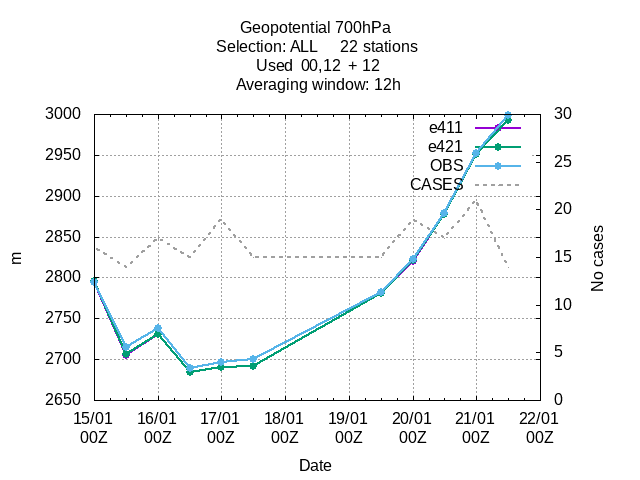 Geopotential 700hPa
Selection: ALL     22 stations
Used  00,12  + 12
Averaging window: 12h
3000
2950
2900
2850
2800
2750
2700
2650
m
30
25
20
15
10
5
0
No cases
e411
e421
OBS
CASES
15/01 16/01 17/01 18/01 19/01 20/01 21/01 22/01
00Z 00Z 00Z 00Z 00Z 00Z 00Z 00Z
Date